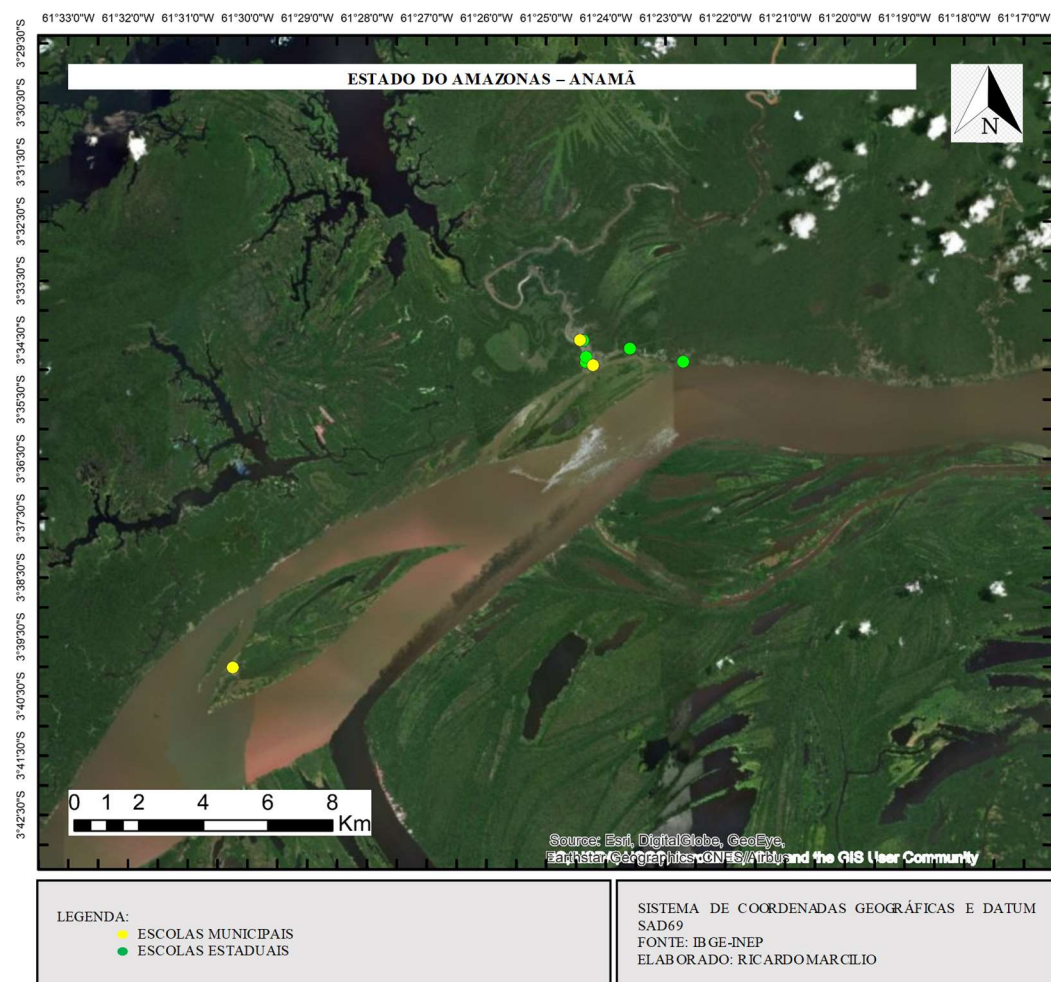 61°33'0"W 61°32'0"W 61°31'0"W 61°30'0"W 61°29'0"W 61°28'0"W 61°27'0"W 61°26'0"W 61°25'0"W 61°24'0"W 61°23'0"W 61°22'0"W 61°21'0"W 61°20'0"W 61°19'0"W 61°18'0"W 61°17'0"W
3°29'30"S
3°30'30"S
3°31'30"S
3°32'30"S
3°33'30"S
3°34'30"S
3°35'30"S
3°36'30"S
3°37'30"S
3°38'30"S
3°39'30"S
3°40'30"S
3°41'30"S
3°42'30"S
ESTADO DO AMAZONAS – ANAMÃ
N
0 1 2 4 6 8
Km
Source: Esri, DigitalGlobe, GeoEye,
Earthstar Geographics, CNES/Airbus and the GIS User Community
LEGENDA:
ESCOLAS MUNICIPAIS
ESCOLAS ESTADUAIS
SISTEMA DE COORDENADAS GEOGRÁFICAS E DATUM
SAD69
FONTE: IBGE-INEP
ELABORADO: RICARDO MARCILIO